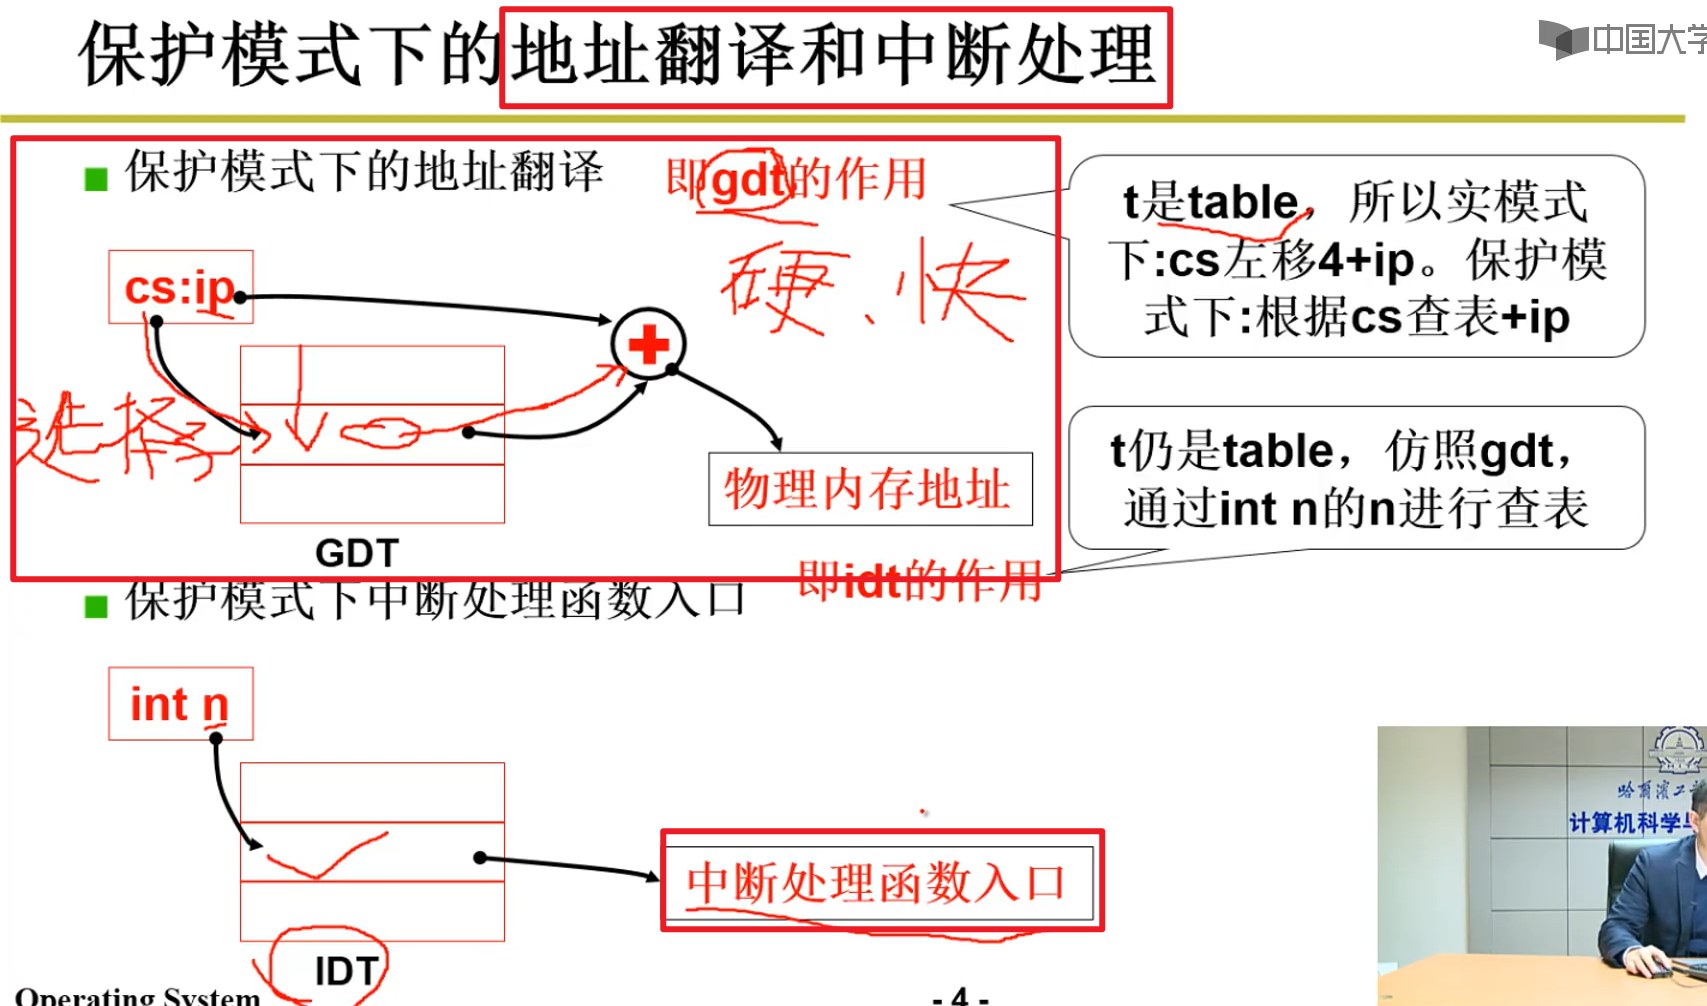 保护模式下的地址翻译和中断处理
中国大学
保护模式下的地址翻译
即gdt的作用
硬、快
t是table，所以实模式
下:cs左移4+ip。保护模
式下:根据cs查表+ip
cs:ip
选择子
物理内存地址
GDT
t仍是table，仿照gdt，
通过int n的n进行查表
即idt的作用
保护模式下中断处理函数入口
int n
中断处理函数入口
IDT
哈尔滨工
计算机科学与
Operating System
- 4 -